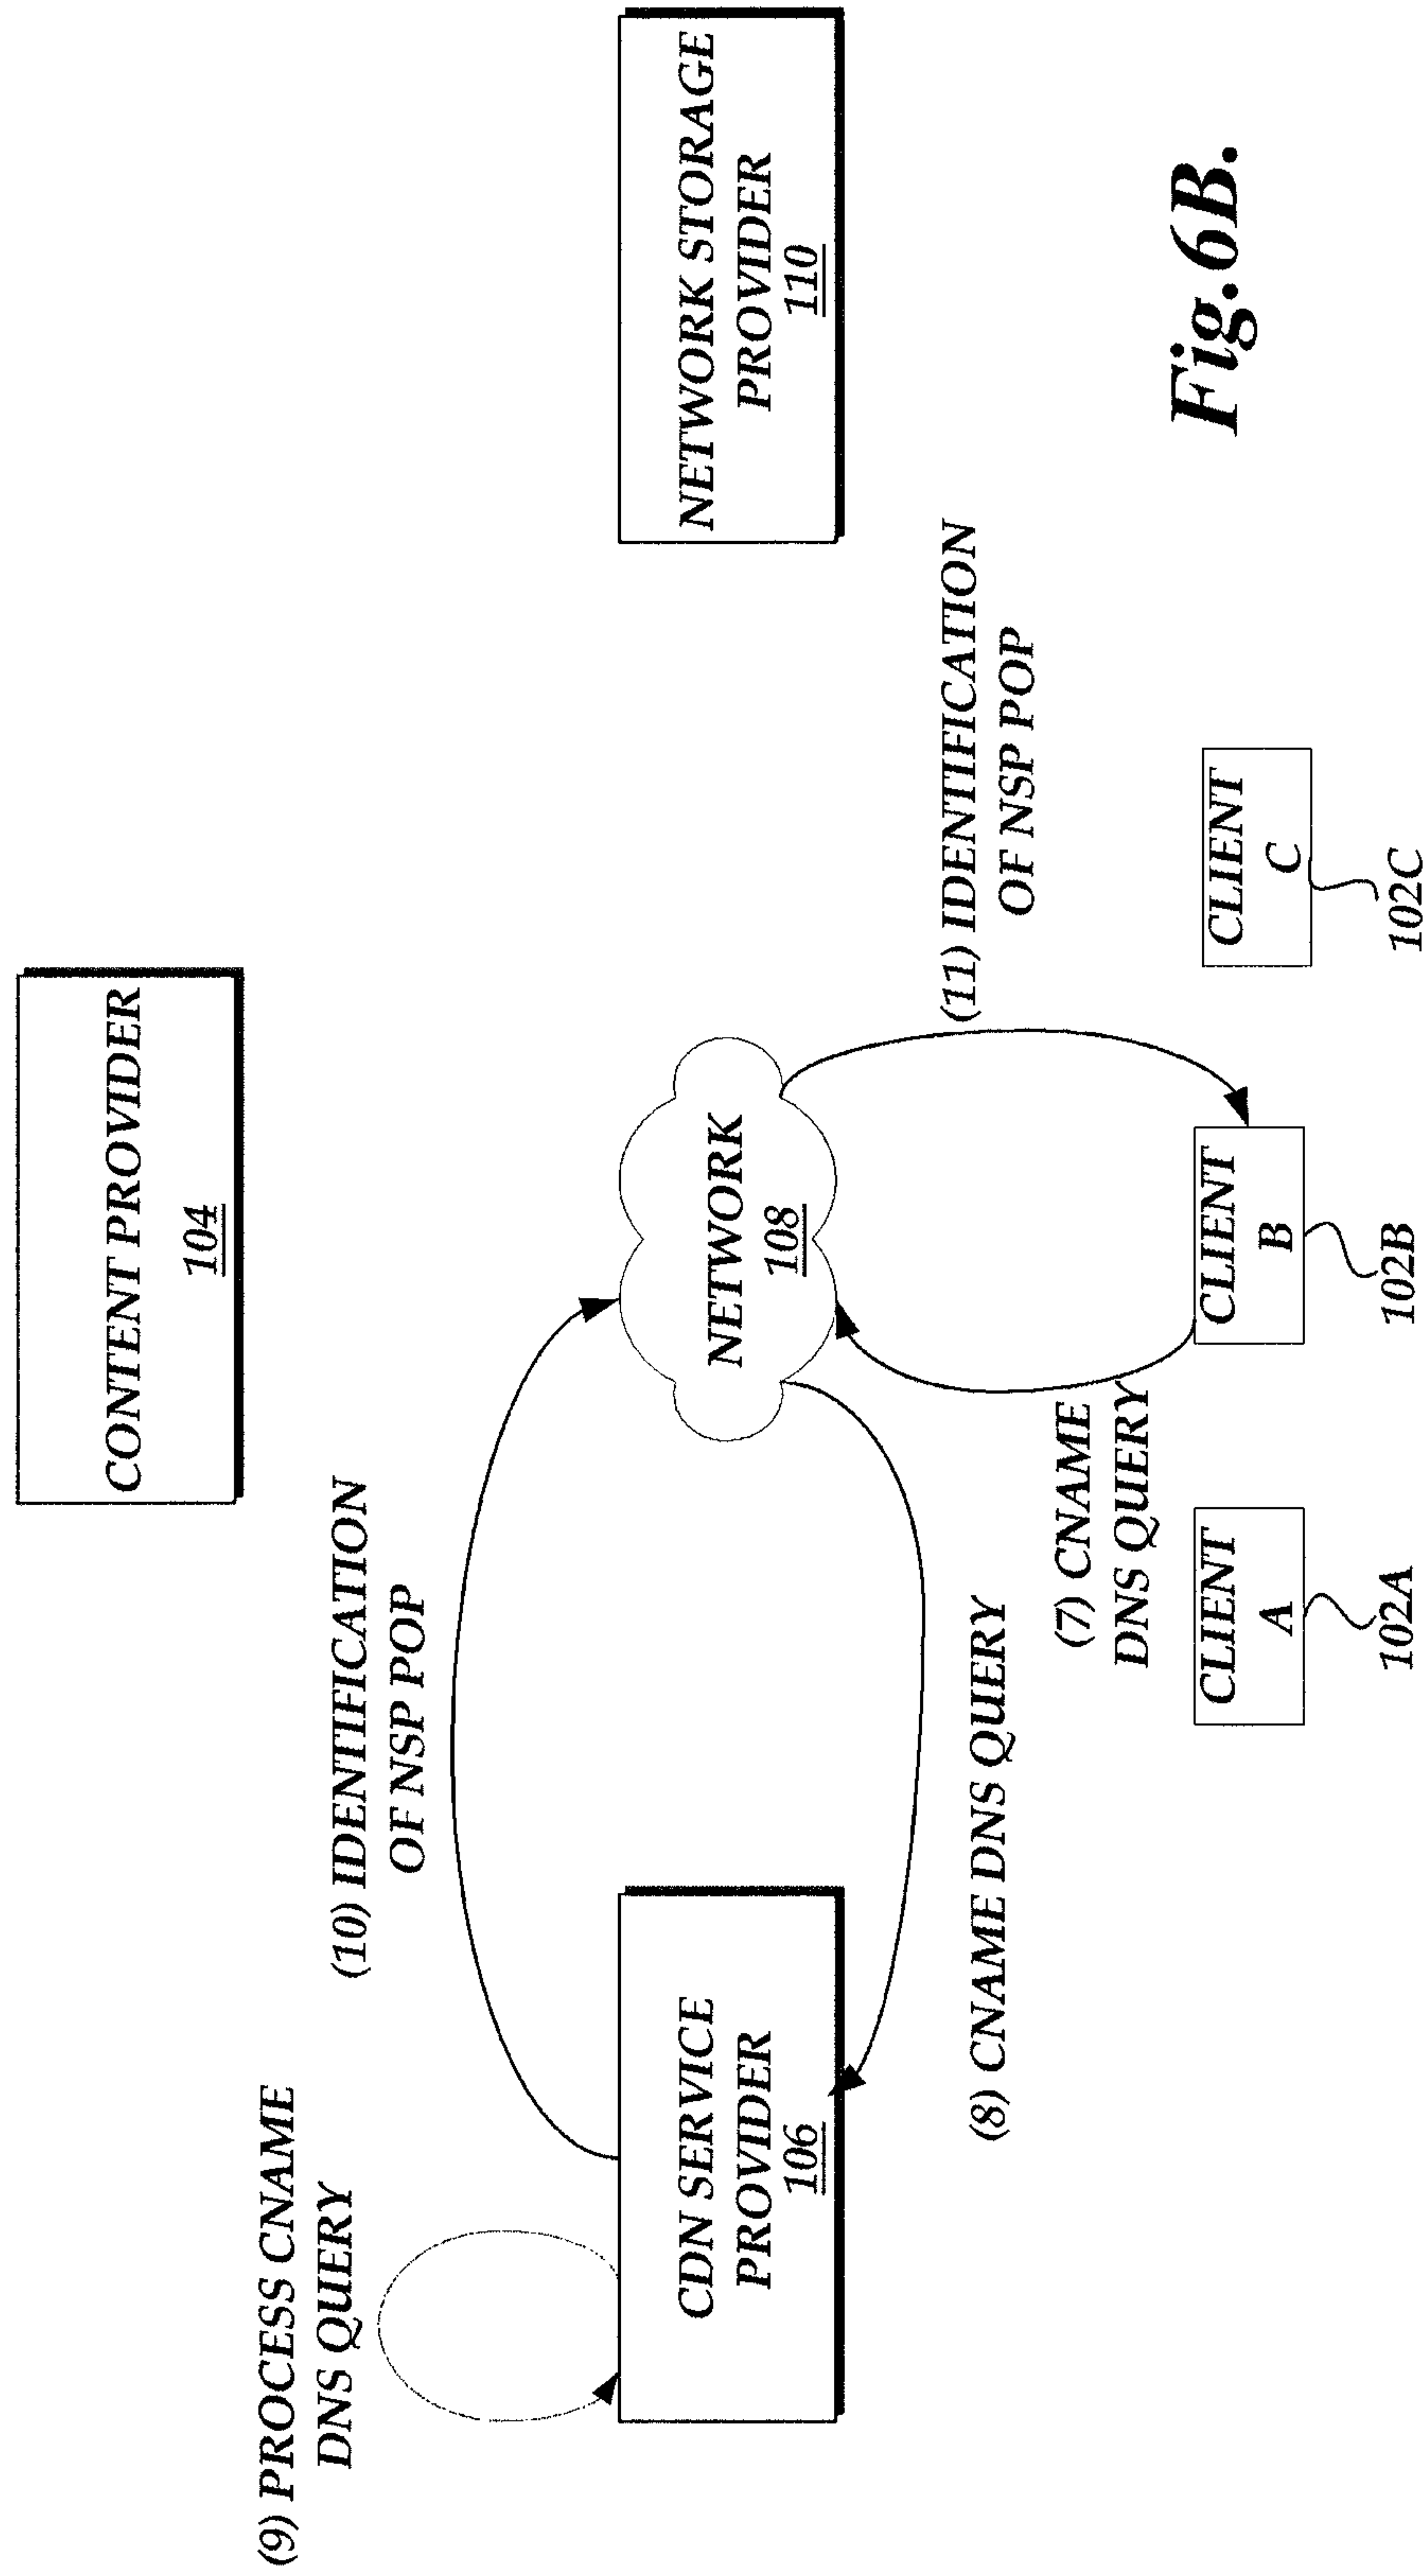 CONTENT PROVIDER
104
(9) PROCESS CNAME
DNS QUERY
(10) IDENTIFICATION
OF NSP POP
CDN SERVICE
PROVIDER
106
NETWORK
108
NETWORK STORAGE
PROVIDER
110
(8) CNAME DNS QUERY
(7) CNAME
DNS QUERY
(11) IDENTIFICATION
OF NSP POP
CLIENT
A
102A
CLIENT
B
102B
CLIENT
C
102C
Fig.6B.